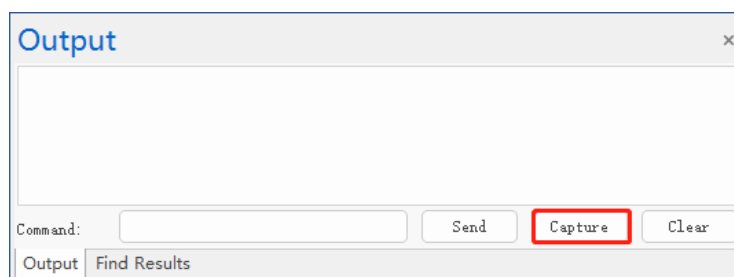 Output
Command: Send Capture Clear
Output Find Results